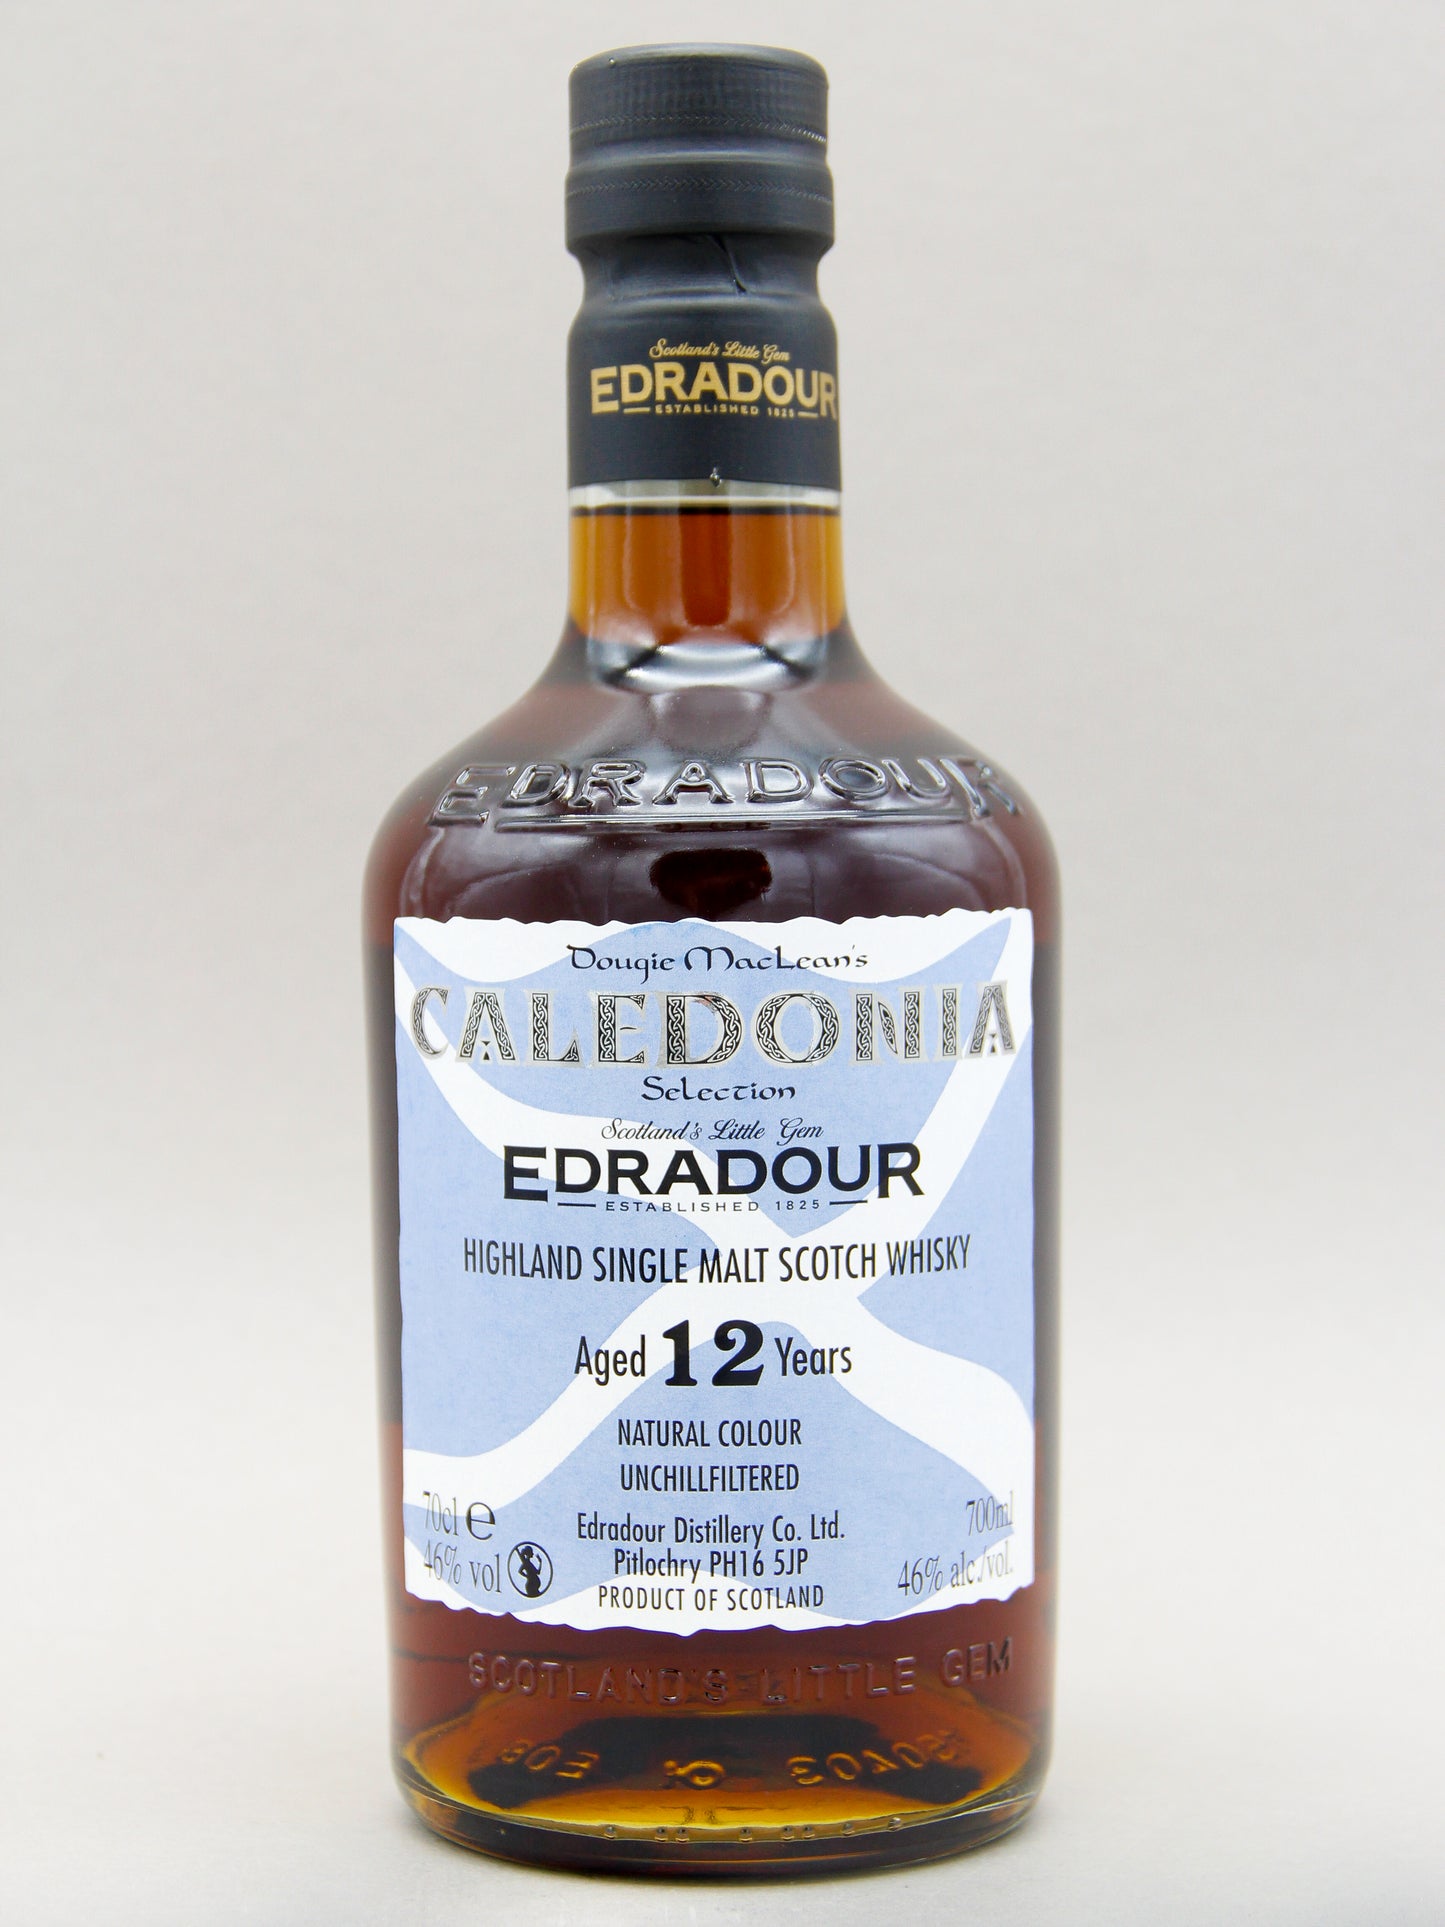 Scotland's Little Gem
EDRADOUR
ESTABLISHED 1825
EDRADOUR
Dougie MacLean's
CALEDONIA
Selection
Scotland's Little Gem
EDRADOUR
ESTABLISHED 1825
HIGHLAND SINGLE MALT SCOTCH WHISKY
Aged 12 Years
NATURAL COLOUR
UNCHILLFILTERED
70cl e
46% vol
Edradour Distillery Co. Ltd.
Pitlochry PH16 5JP
PRODUCT OF SCOTLAND
700ml
46% alc./vol.
SCOTLAND'S LITTLE GEM